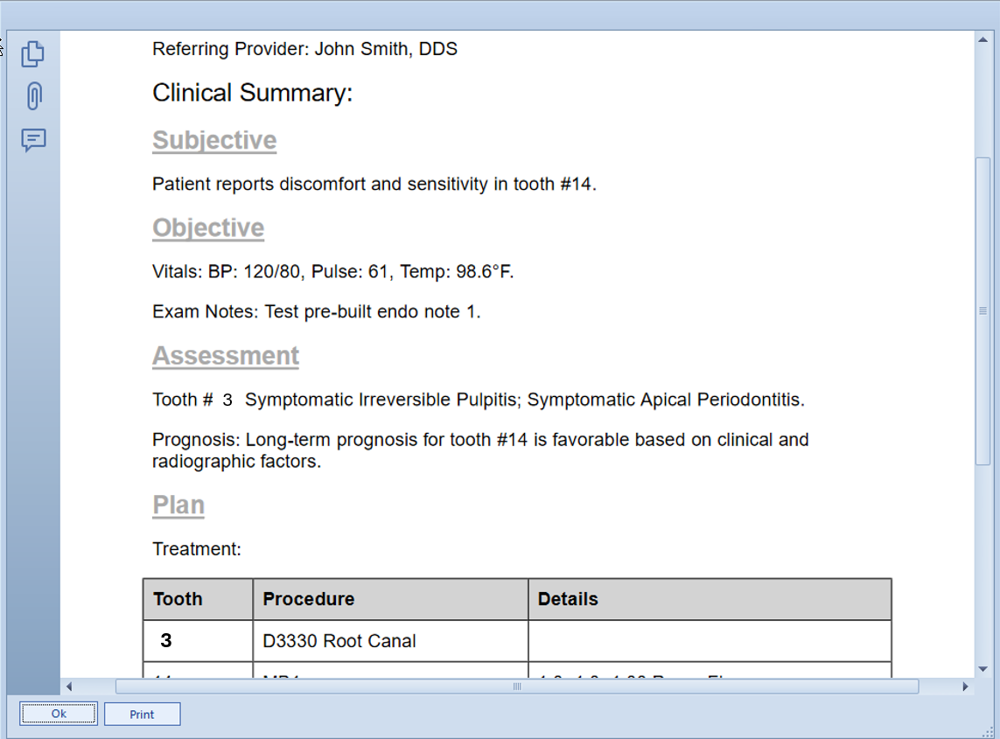 Referring Provider: John Smith, DDS
Clinical Summary:
Subjective
Patient reports discomfort and sensitivity in tooth #14.
Objective
Vitals: BP: 120/80, Pulse: 61, Temp: 98.6°F.
Exam Notes: Test pre-built endo note 1.
Assessment
Tooth # 3 Symptomatic Irreversible Pulpitis; Symptomatic Apical Periodontitis.
Prognosis: Long-term prognosis for tooth #14 is favorable based on clinical and
radiographic factors.
Plan
Treatment:
Tooth Procedure Details
3 D3330 Root Canal
Ok Print